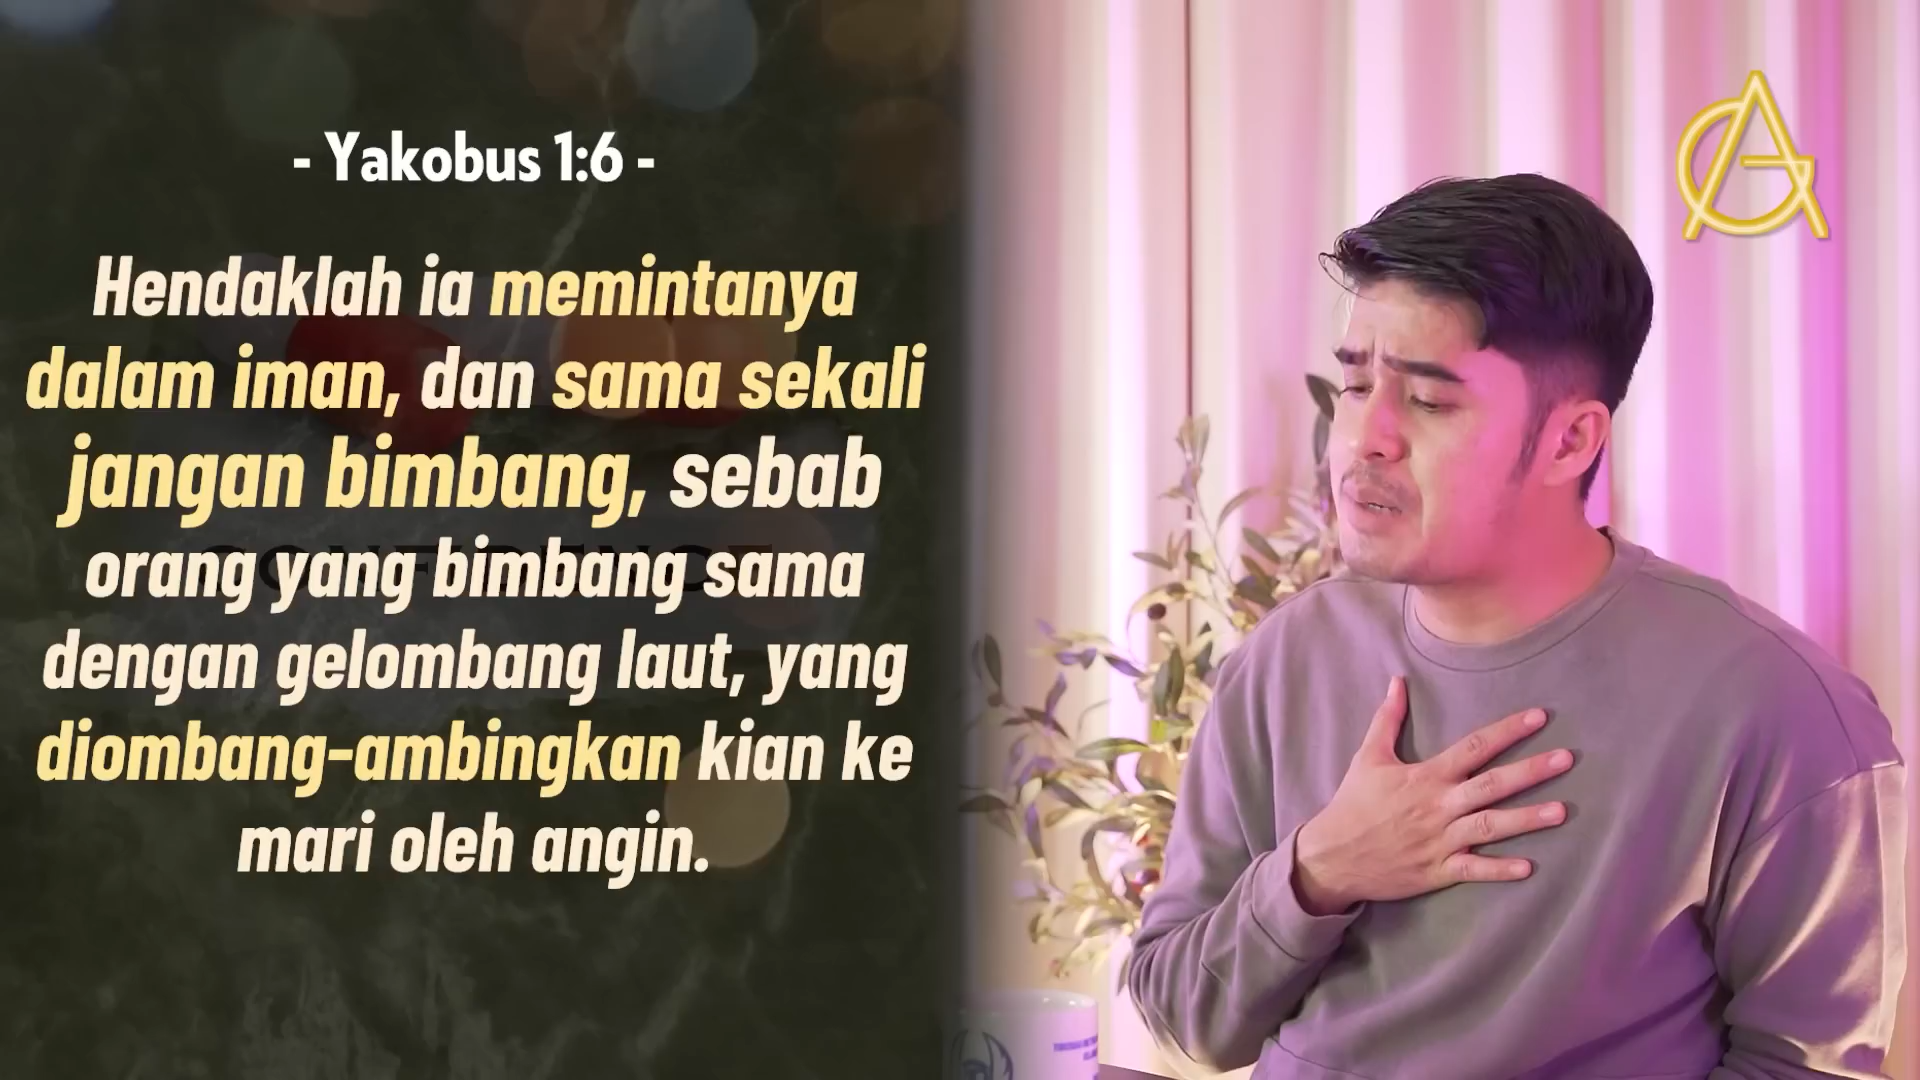 - Yakobus 1:6 -
Hendaklah ia memintanya
dalam iman, dan sama sekali
jangan bimbang, sebab
orang yang bimbang sama
dengan gelombang laut, yang
diombang-ambingkan kian ke
mari oleh angin.